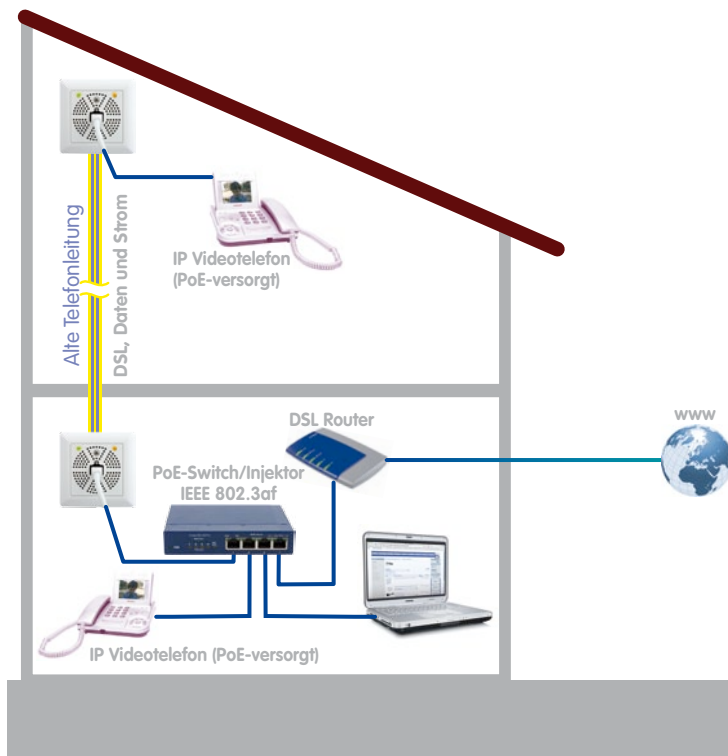 IP Videotelefon
(PoE-versorgt)
Alte Telefonleitung
DSL, Daten und Strom
DSL Router
www
PoE-Switch/Injektor
IEEE 802.3af
IP Videotelefon (PoE-versorgt)